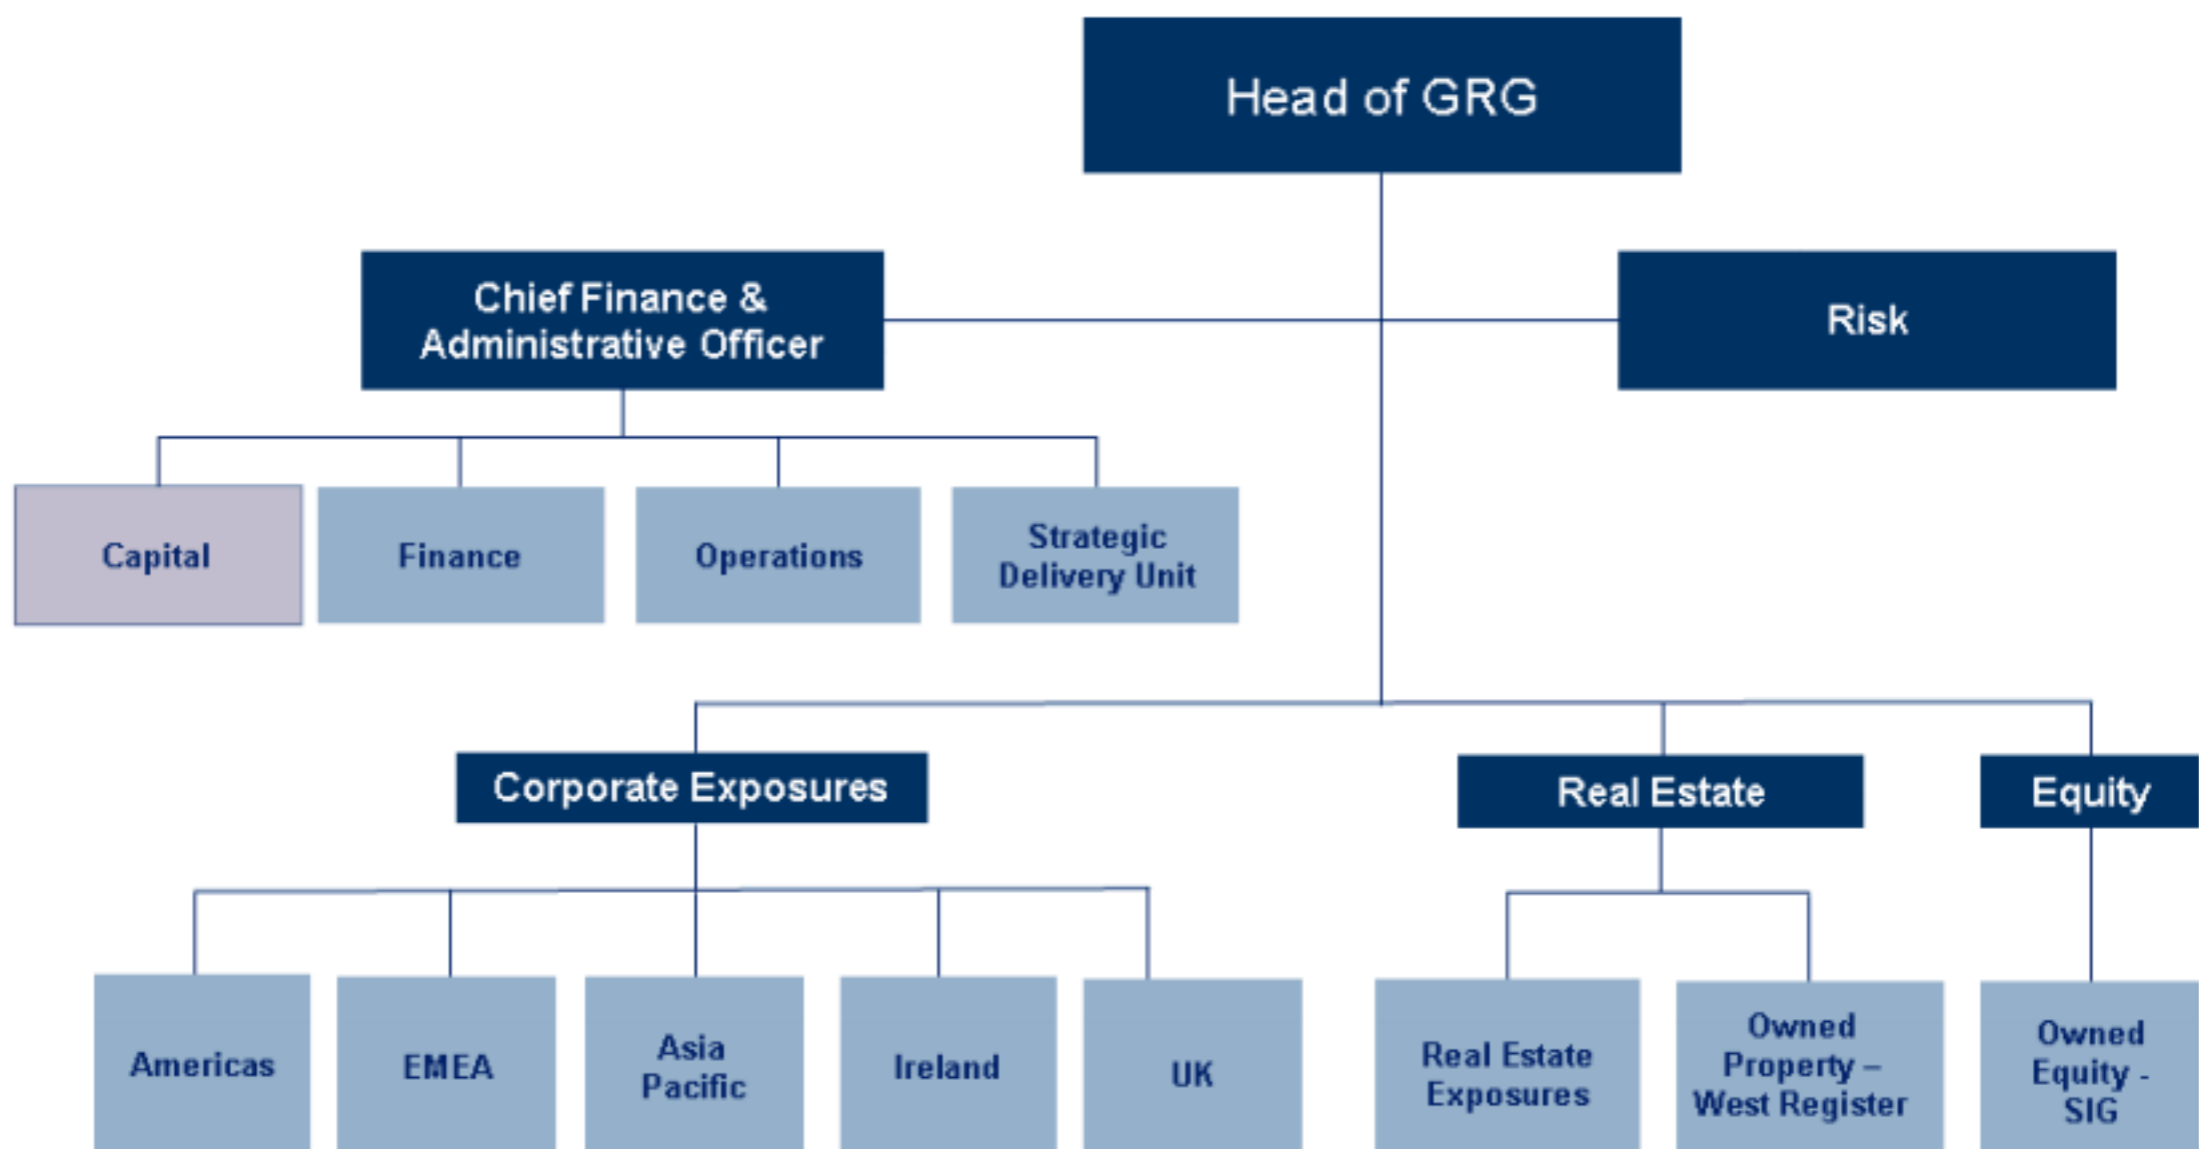 Head of GRG
Chief Finance &
Administrative Officer
Risk
Capital
Finance
Operations
Strategic
Delivery Unit
Corporate Exposures
Real Estate
Equity
Americas
EMEA
Asia
Pacific
Ireland
UK
Real Estate
Exposures
Owned
Property –
West Register
Owned
Equity -
SIG